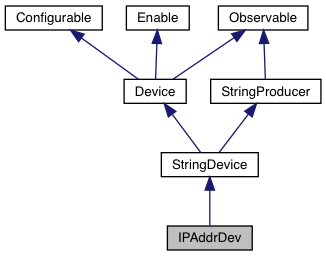 Configurable Enable Observable
Device StringProducer
StringDevice
IPAddrDev